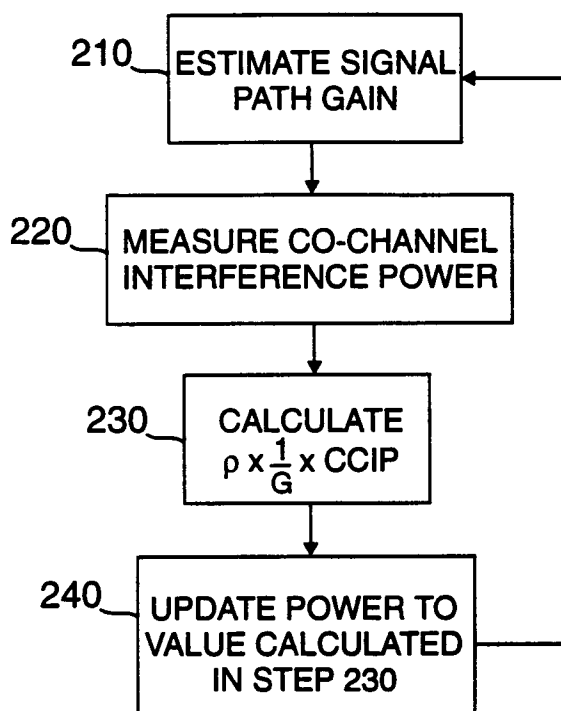 210
ESTIMATE SIGNAL
PATH GAIN
220
MEASURE CO-CHANNEL
INTERFERENCE POWER
230
CALCULATE
ρ x 1/G x CCIP
240
UPDATE POWER TO
VALUE CALCULATED
IN STEP 230